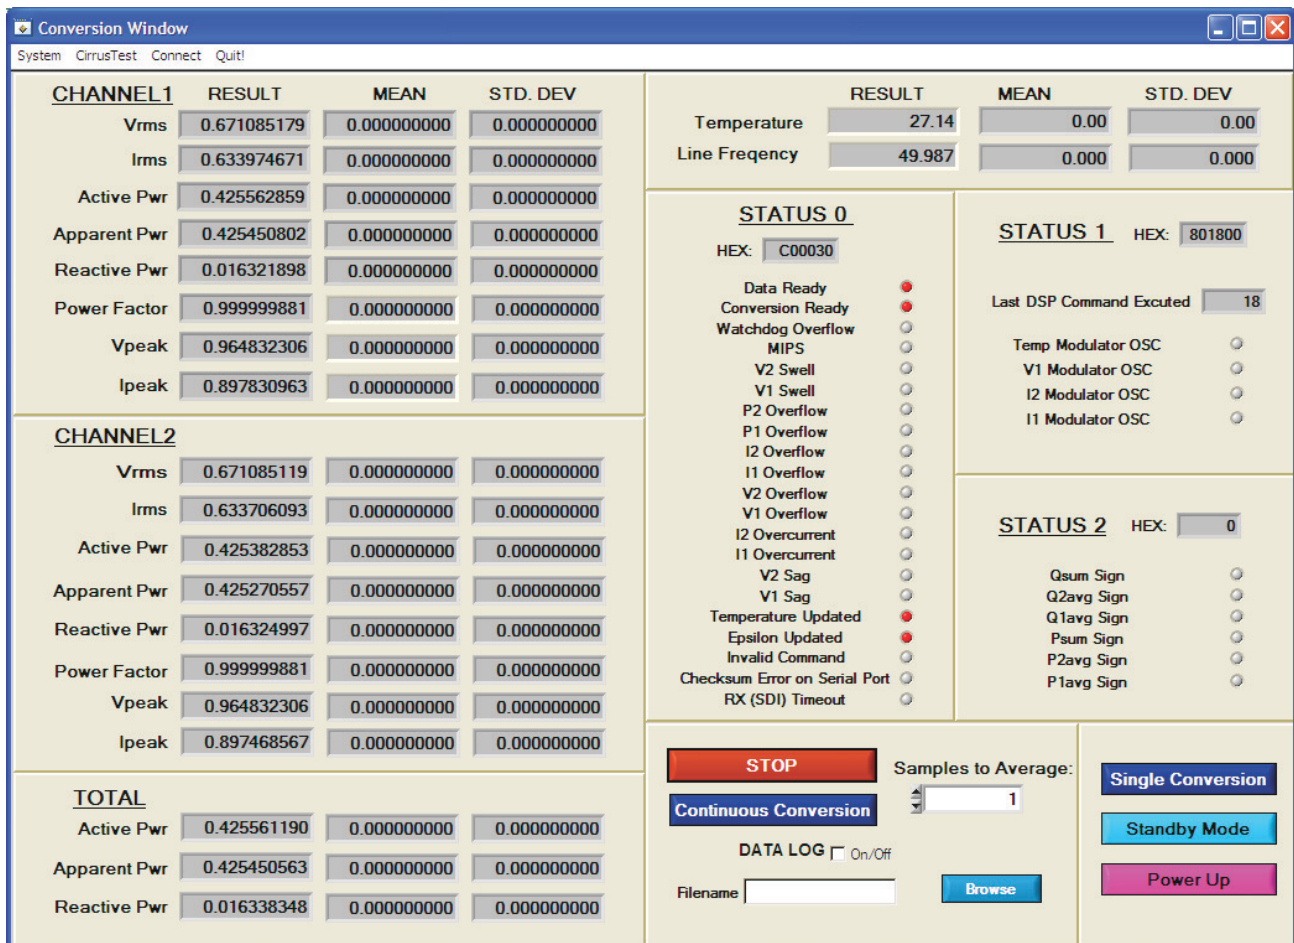 Conversion Window
System CirrusTest Connect Quit!
CHANNEL1 RESULT MEAN STD. DEV
Vrms 0.671085179 0.000000000 0.000000000
Irms 0.633974671 0.000000000 0.000000000
Active Pwr 0.425562859 0.000000000 0.000000000
Apparent Pwr 0.425450802 0.000000000 0.000000000
Reactive Pwr 0.016321898 0.000000000 0.000000000
Power Factor 0.999999881 0.000000000 0.000000000
Vpeak 0.964832306 0.000000000 0.000000000
Ipeak 0.897830963 0.000000000 0.000000000
CHANNEL2
Vrms 0.671085119 0.000000000 0.000000000
Irms 0.633706093 0.000000000 0.000000000
Active Pwr 0.425382853 0.000000000 0.000000000
Apparent Pwr 0.425270557 0.000000000 0.000000000
Reactive Pwr 0.016324997 0.000000000 0.000000000
Power Factor 0.999999881 0.000000000 0.000000000
Vpeak 0.964832306 0.000000000 0.000000000
Ipeak 0.897468567 0.000000000 0.000000000
TOTAL
Active Pwr 0.425561190 0.000000000 0.000000000
Apparent Pwr 0.425450563 0.000000000 0.000000000
Reactive Pwr 0.016338348 0.000000000 0.000000000
RESULT MEAN STD. DEV
Temperature 27.14 0.00 0.00
Line Freqency 49.987 0.000 0.000
STATUS 0
HEX: C00030
Data Ready
Conversion Ready
Watchdog Overflow
MIPS
V2 Swell
V1 Swell
P2 Overflow
P1 Overflow
I2 Overflow
I1 Overflow
V2 Overflow
V1 Overflow
I2 Overcurrent
I1 Overcurrent
V2 Sag
V1 Sag
Temperature Updated
Epsilon Updated
Invalid Command
Checksum Error on Serial Port
RX (SDI) Timeout
STATUS 1 HEX: 801800
Last DSP Command Excuted 18
Temp Modulator OSC
V1 Modulator OSC
I2 Modulator OSC
I1 Modulator OSC
STATUS 2 HEX: 0
Qsum Sign
Q2avg Sign
Q1avg Sign
Psum Sign
P2avg Sign
P1avg Sign
STOP
Continuous Conversion
Samples to Average:
1
DATA LOG On/Off
Filename
Browse
Single Conversion
Standby Mode
Power Up